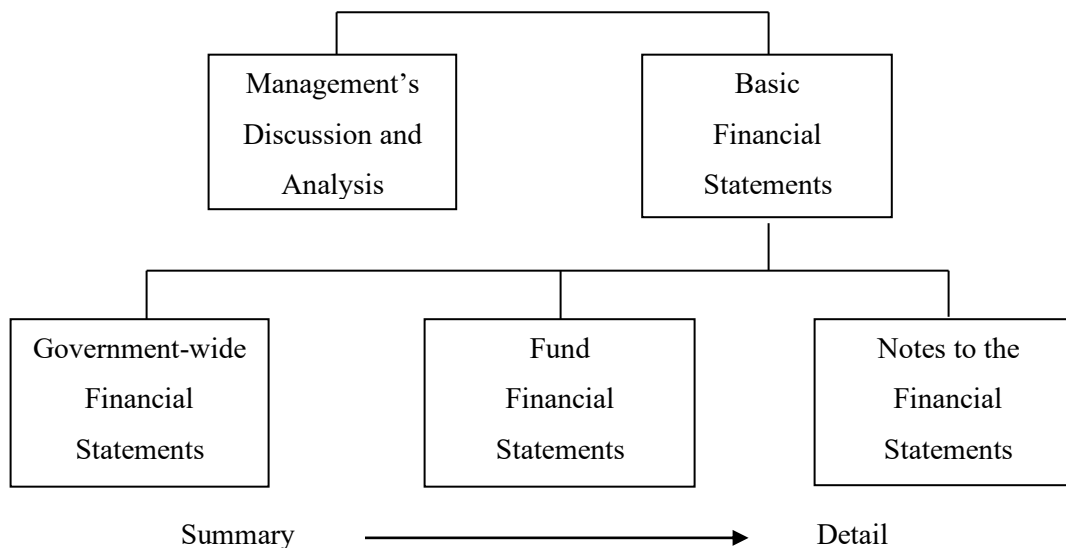 Management’s
Discussion and
Analysis
Basic
Financial
Statements
Government-wide
Financial
Statements
Fund
Financial
Statements
Notes to the
Financial
Statements
Summary
Detail